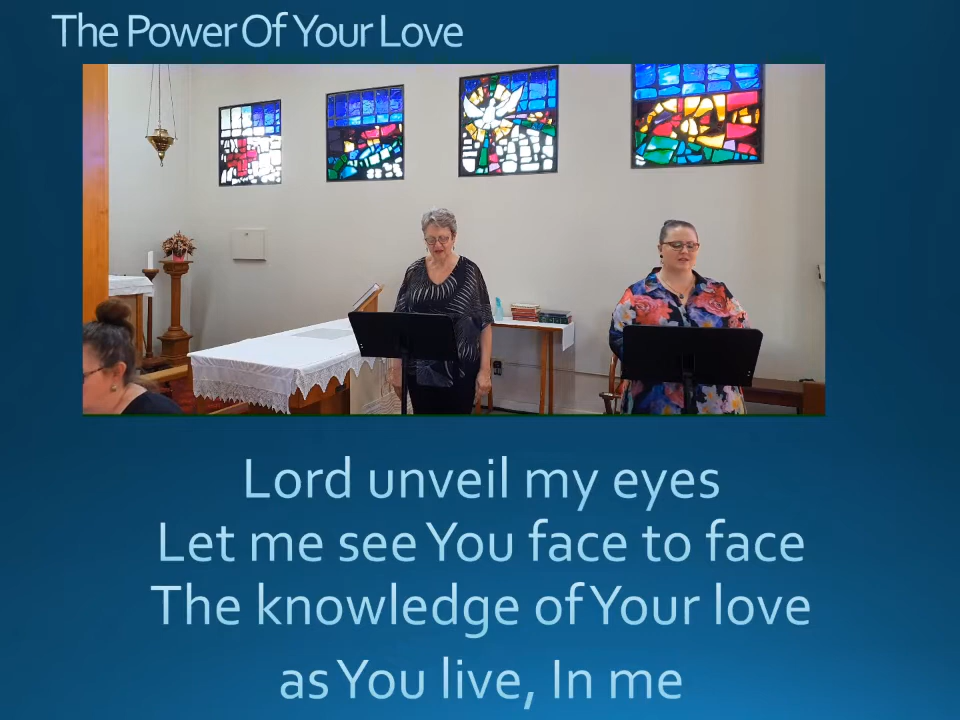 The Power Of Your Love
Lord unveil my eyes
Let me see You face to face
The knowledge of Your love
as You live, In me